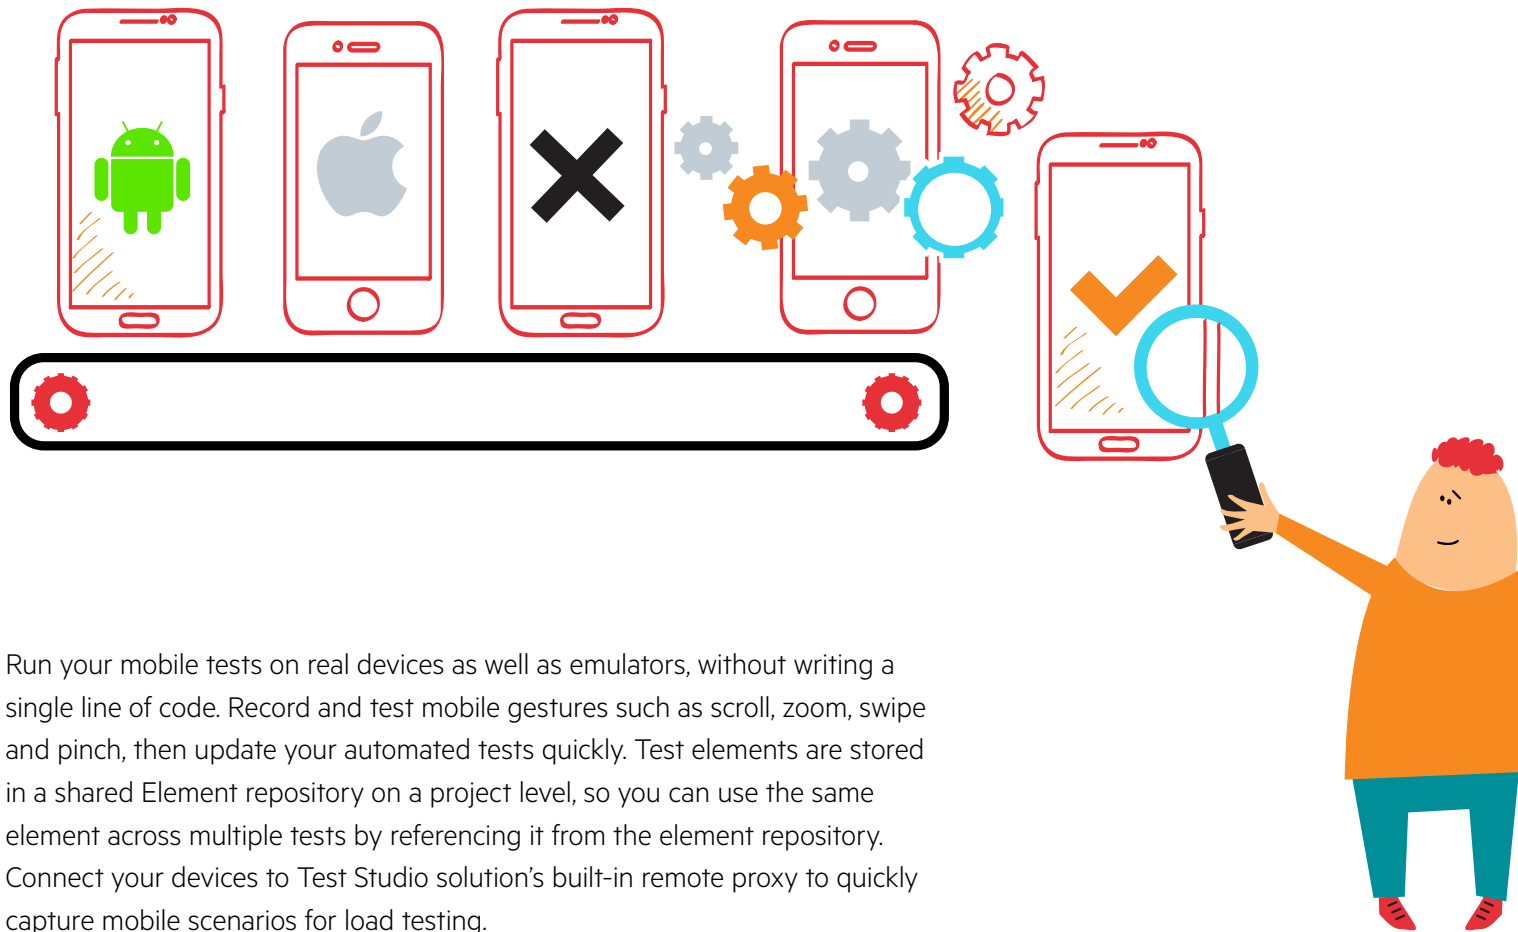 Run your mobile tests on real devices as well as emulators, without writing a
single line of code. Record and test mobile gestures such as scroll, zoom, swipe
and pinch, then update your automated tests quickly. Test elements are stored
in a shared Element repository on a project level, so you can use the same
element across multiple tests by referencing it from the element repository.
Connect your devices to Test Studio solution’s built-in remote proxy to quickly
capture mobile scenarios for load testing.